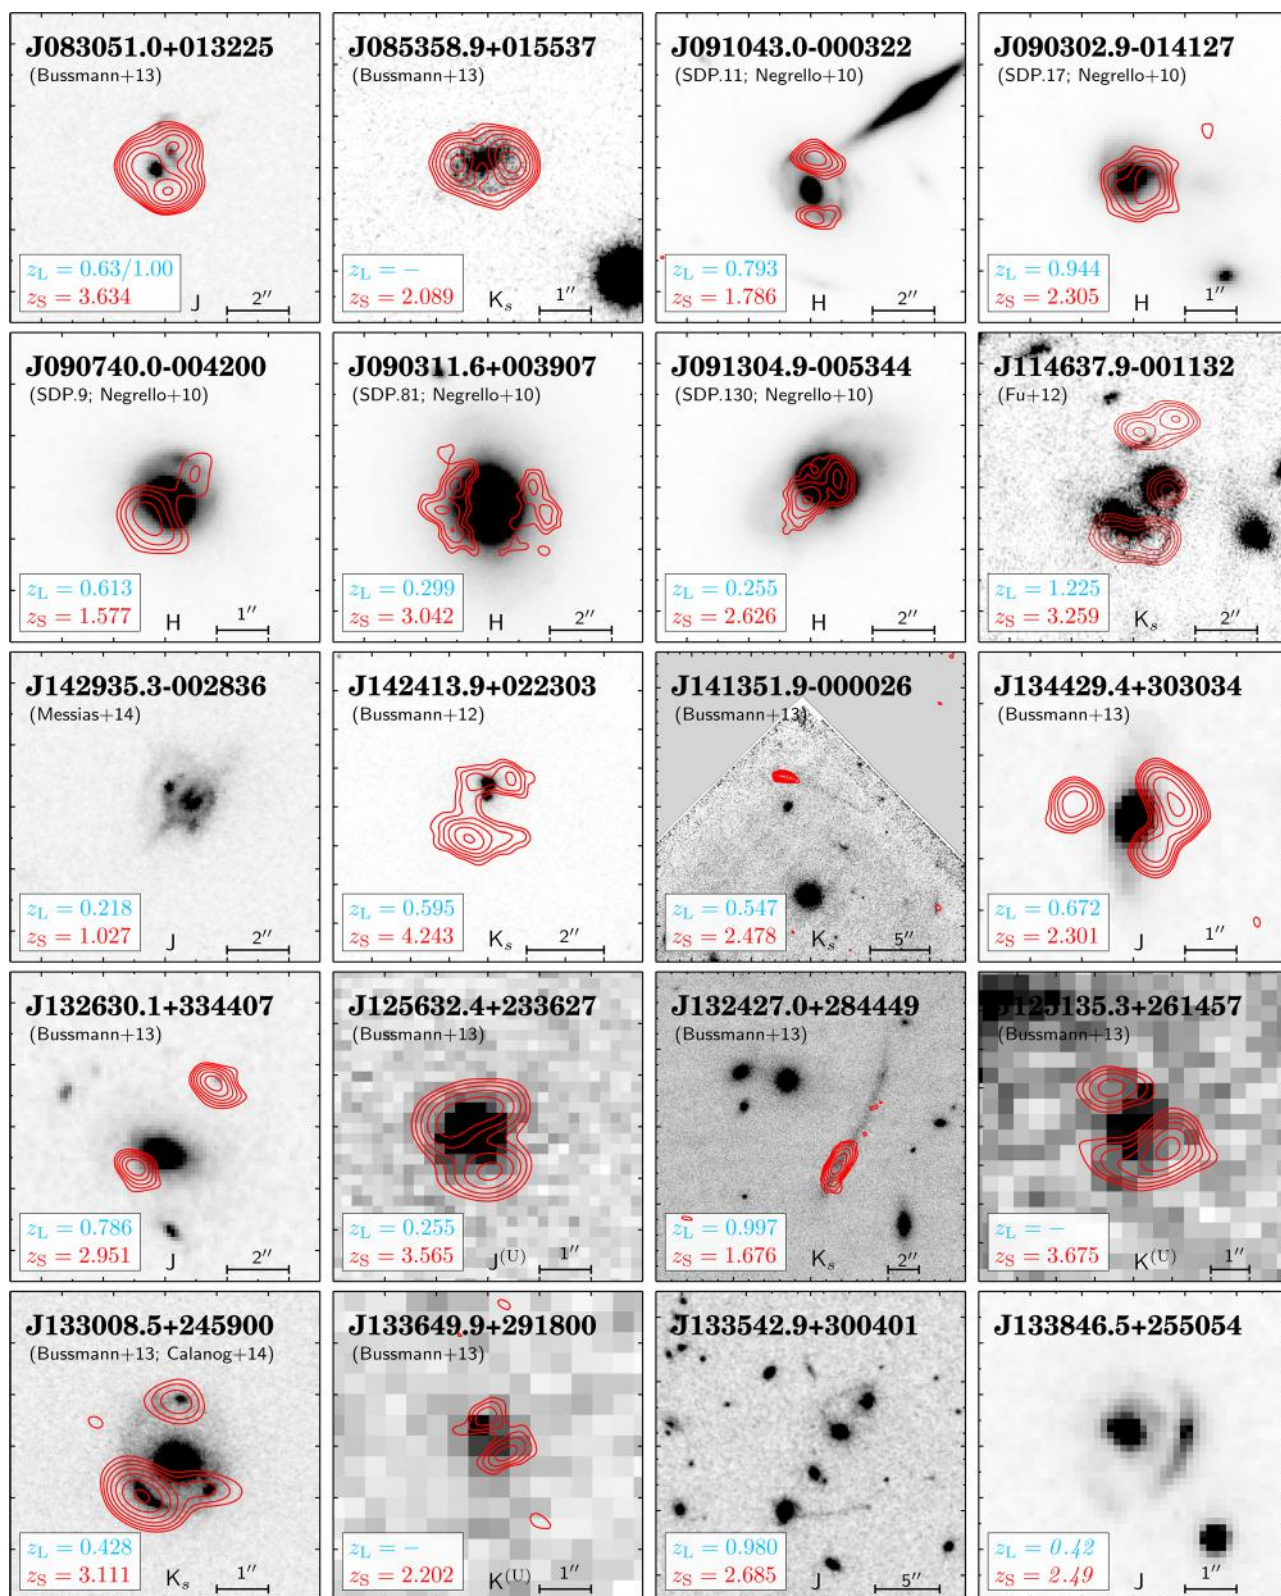 J083051.0+013225
(Bussmann+13)
z_L = 0.63/1.00
z_S = 3.634
J
2″
J085358.9+015537
(Bussmann+13)
z_L = −
z_S = 2.089
K_s
1″
J091043.0-000322
(SDP.11; Negrello+10)
z_L = 0.793
z_S = 1.786
H
2″
J090302.9-014127
(SDP.17; Negrello+10)
z_L = 0.944
z_S = 2.305
H
1″
J090740.0-004200
(SDP.9; Negrello+10)
z_L = 0.613
z_S = 1.577
H
1″
J090311.6+003907
(SDP.81; Negrello+10)
z_L = 0.299
z_S = 3.042
H
2″
J091304.9-005344
(SDP.130; Negrello+10)
z_L = 0.255
z_S = 2.626
H
2″
J114637.9-001132
(Fu+12)
z_L = 1.225
z_S = 3.259
K_s
2″
J142935.3-002836
(Messias+14)
z_L = 0.218
z_S = 1.027
J
2″
J142413.9+022303
(Bussmann+12)
z_L = 0.595
z_S = 4.243
K_s
2″
J141351.9-000026
(Bussmann+13)
z_L = 0.547
z_S = 2.478
K_s
5″
J134429.4+303034
(Bussmann+13)
z_L = 0.672
z_S = 2.301
J
1″
J132630.1+334407
(Bussmann+13)
z_L = 0.786
z_S = 2.951
J
2″
J125632.4+233627
(Bussmann+13)
z_L = 0.255
z_S = 3.565
J(U)
1″
J132427.0+284449
(Bussmann+13)
z_L = 0.997
z_S = 1.676
K_s
2″
J125135.3+261457
(Bussmann+13)
z_L = −
z_S = 3.675
K(U)
1″
J133008.5+245900
(Bussmann+13; Calanog+14)
z_L = 0.428
z_S = 3.111
K_s
1″
J133649.9+291800
(Bussmann+13)
z_L = −
z_S = 2.202
K(U)
1″
J133542.9+300401
z_L = 0.980
z_S = 2.685
J
5″
J133846.5+255054
z_L = 0.42
z_S = 2.49
J
1″